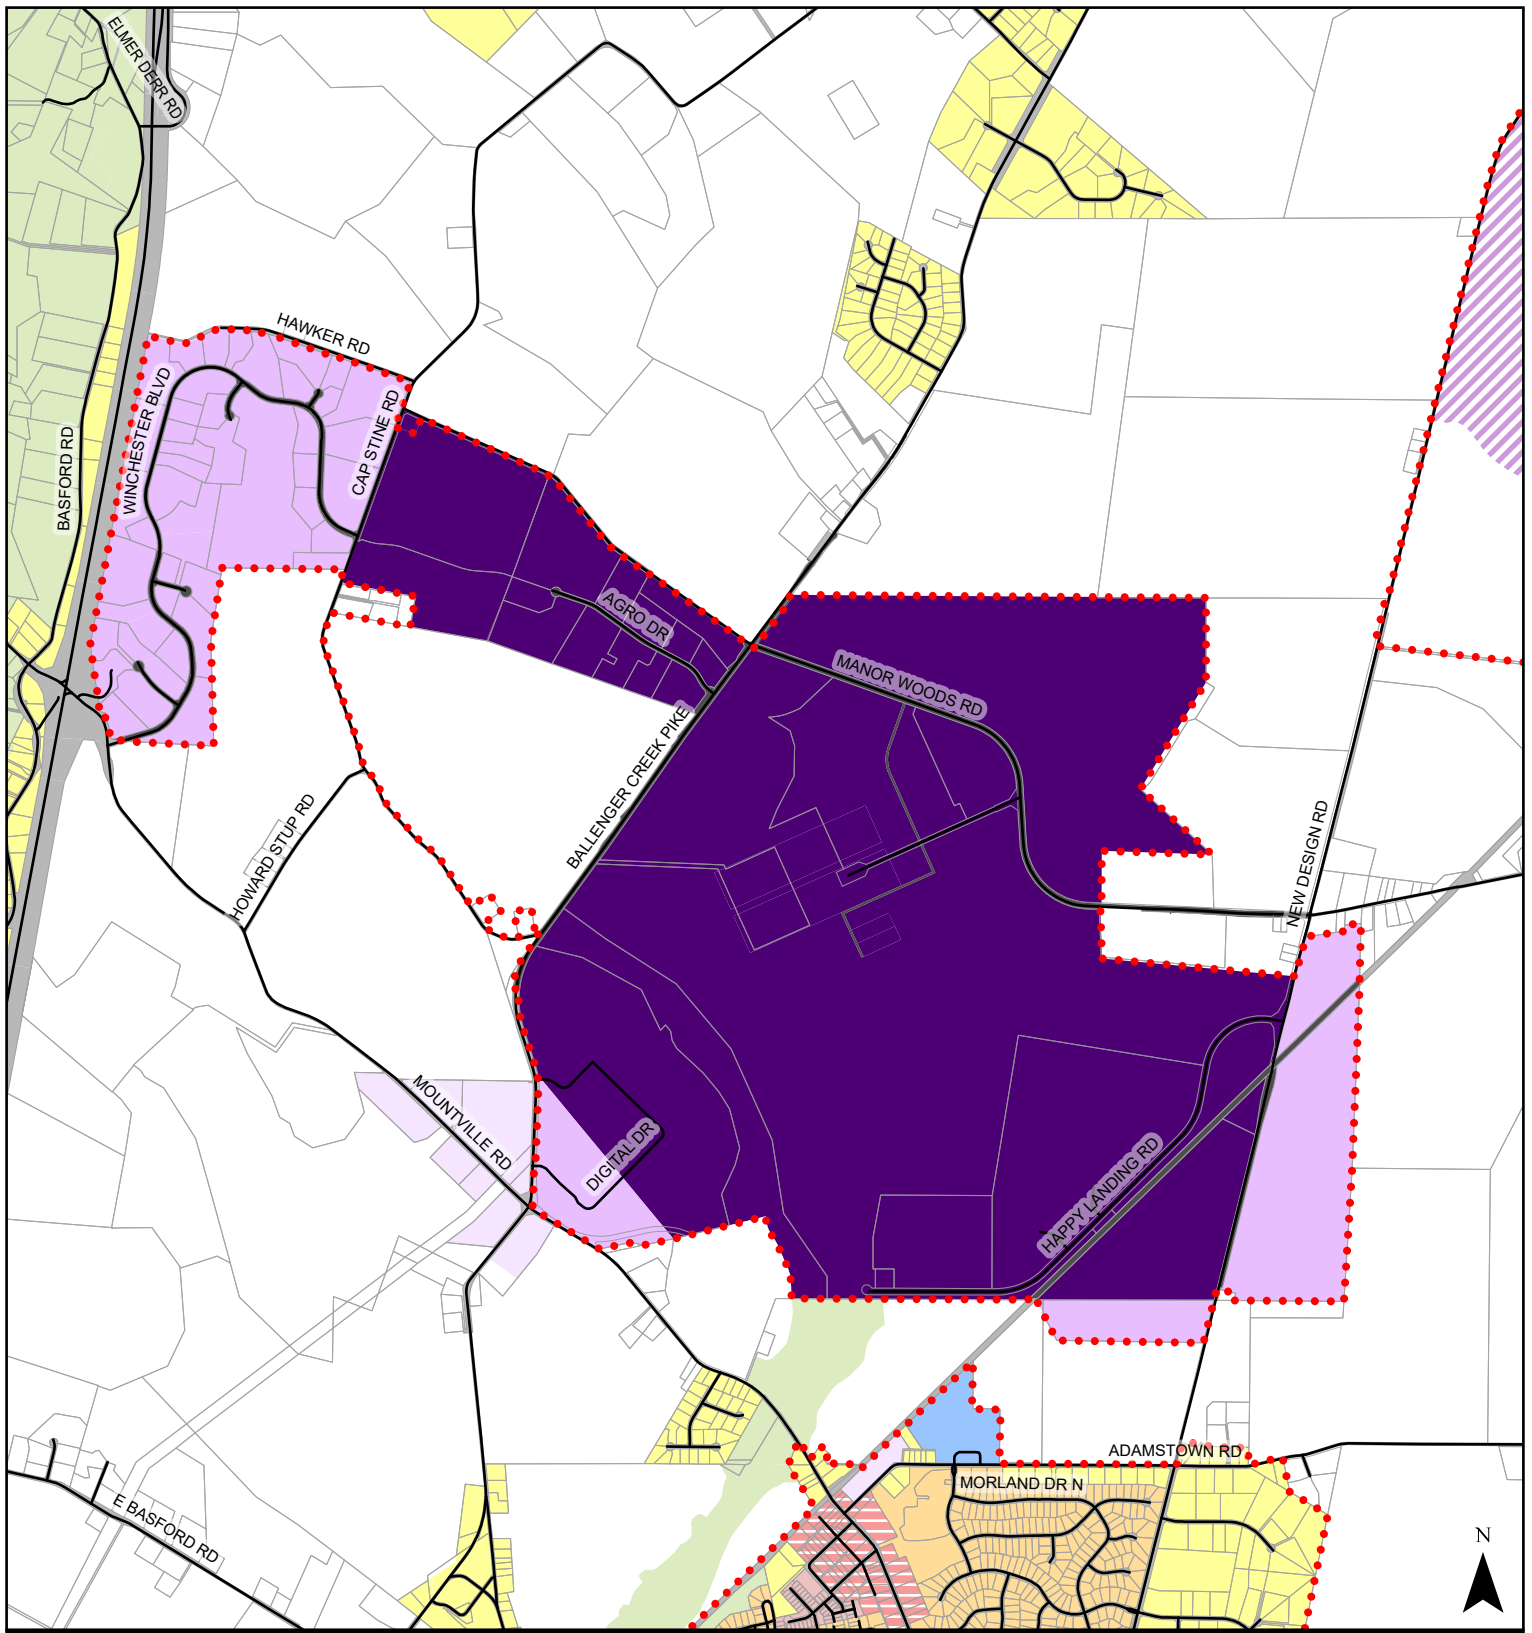 ELMER DERR RD
HAWKER RD
WINCHESTER BLVD
CAP STINE RD
BASFORD RD
AGRO DR
MANOR WOODS RD
BALLENGER CREEK PIKE
HOWARD STUP RD
NEW DESIGN RD
MOUNTVILLE RD
DIGITAL DR
HAPPY LANDING RD
ADAMSTOWN RD
MORLAND DR N
E BASFORD RD
N